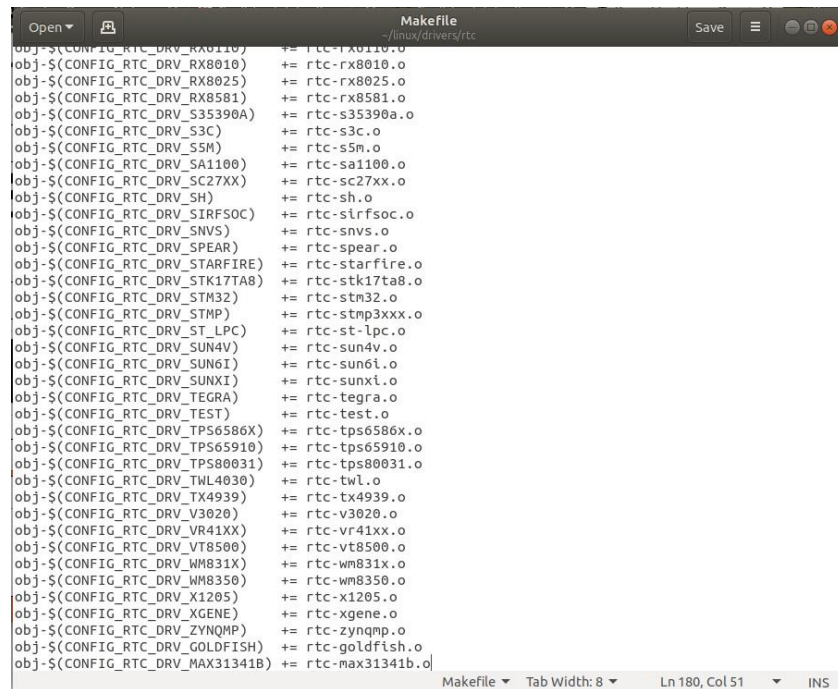 Open
Makefile
~/linux/drivers/rtc
Save
obj-$(CONFIG_RTC_DRV_RX6110) += rtc-rx6110.o
obj-$(CONFIG_RTC_DRV_RX8010) += rtc-rx8010.o
obj-$(CONFIG_RTC_DRV_RX8025) += rtc-rx8025.o
obj-$(CONFIG_RTC_DRV_RX8581) += rtc-rx8581.o
obj-$(CONFIG_RTC_DRV_S35390A) += rtc-s35390a.o
obj-$(CONFIG_RTC_DRV_S3C) += rtc-s3c.o
obj-$(CONFIG_RTC_DRV_S5M) += rtc-s5m.o
obj-$(CONFIG_RTC_DRV_SA1100) += rtc-sa1100.o
obj-$(CONFIG_RTC_DRV_SC27XX) += rtc-sc27xx.o
obj-$(CONFIG_RTC_DRV_SH) += rtc-sh.o
obj-$(CONFIG_RTC_DRV_SIRFSOC) += rtc-sirfsoc.o
obj-$(CONFIG_RTC_DRV_SNVS) += rtc-snvs.o
obj-$(CONFIG_RTC_DRV_SPEAR) += rtc-spear.o
obj-$(CONFIG_RTC_DRV_STARFIRE) += rtc-starfire.o
obj-$(CONFIG_RTC_DRV_STK17TA8) += rtc-stk17ta8.o
obj-$(CONFIG_RTC_DRV_STM32) += rtc-stm32.o
obj-$(CONFIG_RTC_DRV_STMP) += rtc-stmp3xxx.o
obj-$(CONFIG_RTC_DRV_ST_LPC) += rtc-st-lpc.o
obj-$(CONFIG_RTC_DRV_SUN4V) += rtc-sun4v.o
obj-$(CONFIG_RTC_DRV_SUN6I) += rtc-sun6i.o
obj-$(CONFIG_RTC_DRV_SUNXI) += rtc-sunxi.o
obj-$(CONFIG_RTC_DRV_TEGRA) += rtc-tegra.o
obj-$(CONFIG_RTC_DRV_TEST) += rtc-test.o
obj-$(CONFIG_RTC_DRV_TPS6586X) += rtc-tps6586x.o
obj-$(CONFIG_RTC_DRV_TPS65910) += rtc-tps65910.o
obj-$(CONFIG_RTC_DRV_TPS80031) += rtc-tps80031.o
obj-$(CONFIG_RTC_DRV_TWL4030) += rtc-twl.o
obj-$(CONFIG_RTC_DRV_TX4939) += rtc-tx4939.o
obj-$(CONFIG_RTC_DRV_V3020) += rtc-v3020.o
obj-$(CONFIG_RTC_DRV_VR41XX) += rtc-vr41xx.o
obj-$(CONFIG_RTC_DRV_VT8500) += rtc-vt8500.o
obj-$(CONFIG_RTC_DRV_WM831X) += rtc-wm831x.o
obj-$(CONFIG_RTC_DRV_WM8350) += rtc-wm8350.o
obj-$(CONFIG_RTC_DRV_X1205) += rtc-x1205.o
obj-$(CONFIG_RTC_DRV_XGENE) += rtc-xgene.o
obj-$(CONFIG_RTC_DRV_ZYNQMP) += rtc-zynqmp.o
obj-$(CONFIG_RTC_DRV_GOLDFISH) += rtc-goldfish.o
obj-$(CONFIG_RTC_DRV_MAX31341B) += rtc-max31341b.o
Makefile Tab Width: 8 Ln 180, Col 51 INS